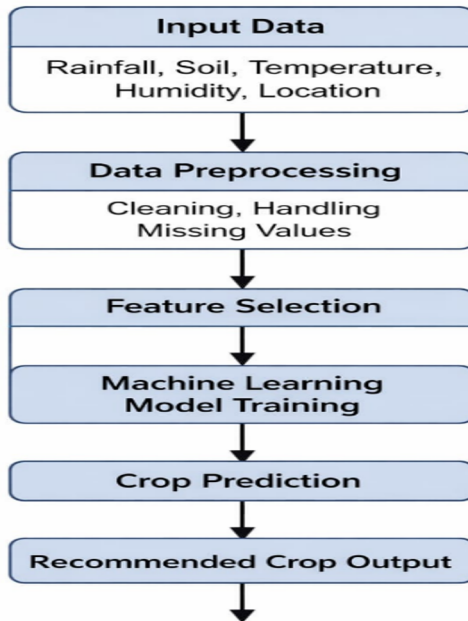 Input Data
Rainfall, Soil, Temperature,
Humidity, Location
Data Preprocessing
Cleaning, Handling
Missing Values
Feature Selection
Machine Learning
Model Training
Crop Prediction
Recommended Crop Output